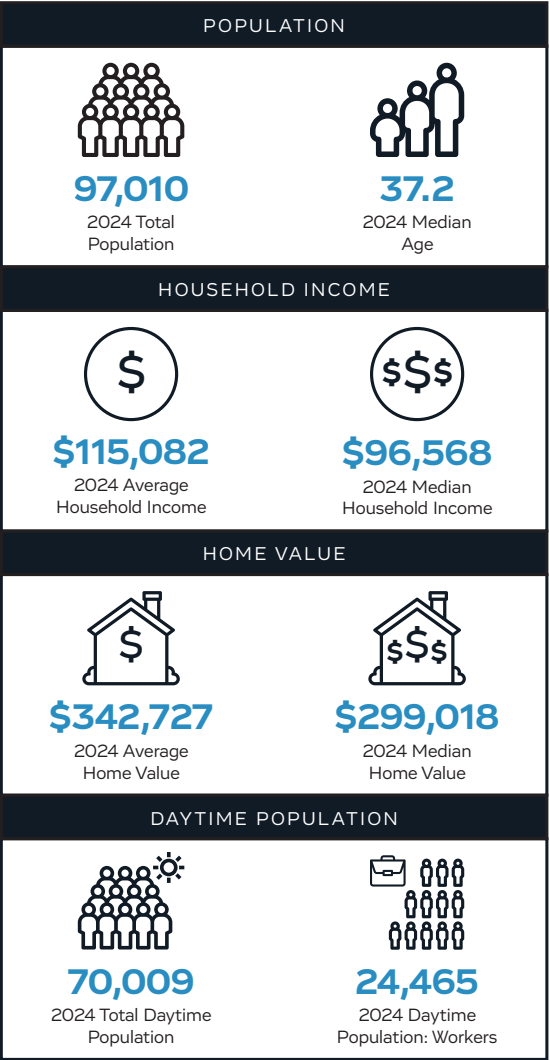 POPULATION
97,010
2024 Total
Population
37.2
2024 Median
Age
HOUSEHOLD INCOME
$
$115,082
2024 Average
Household Income
$$$
$96,568
2024 Median
Household Income
HOME VALUE
$
$342,727
2024 Average
Home Value
$$$
$299,018
2024 Median
Home Value
DAYTIME POPULATION
70,009
2024 Total Daytime
Population
24,465
2024 Daytime
Population: Workers